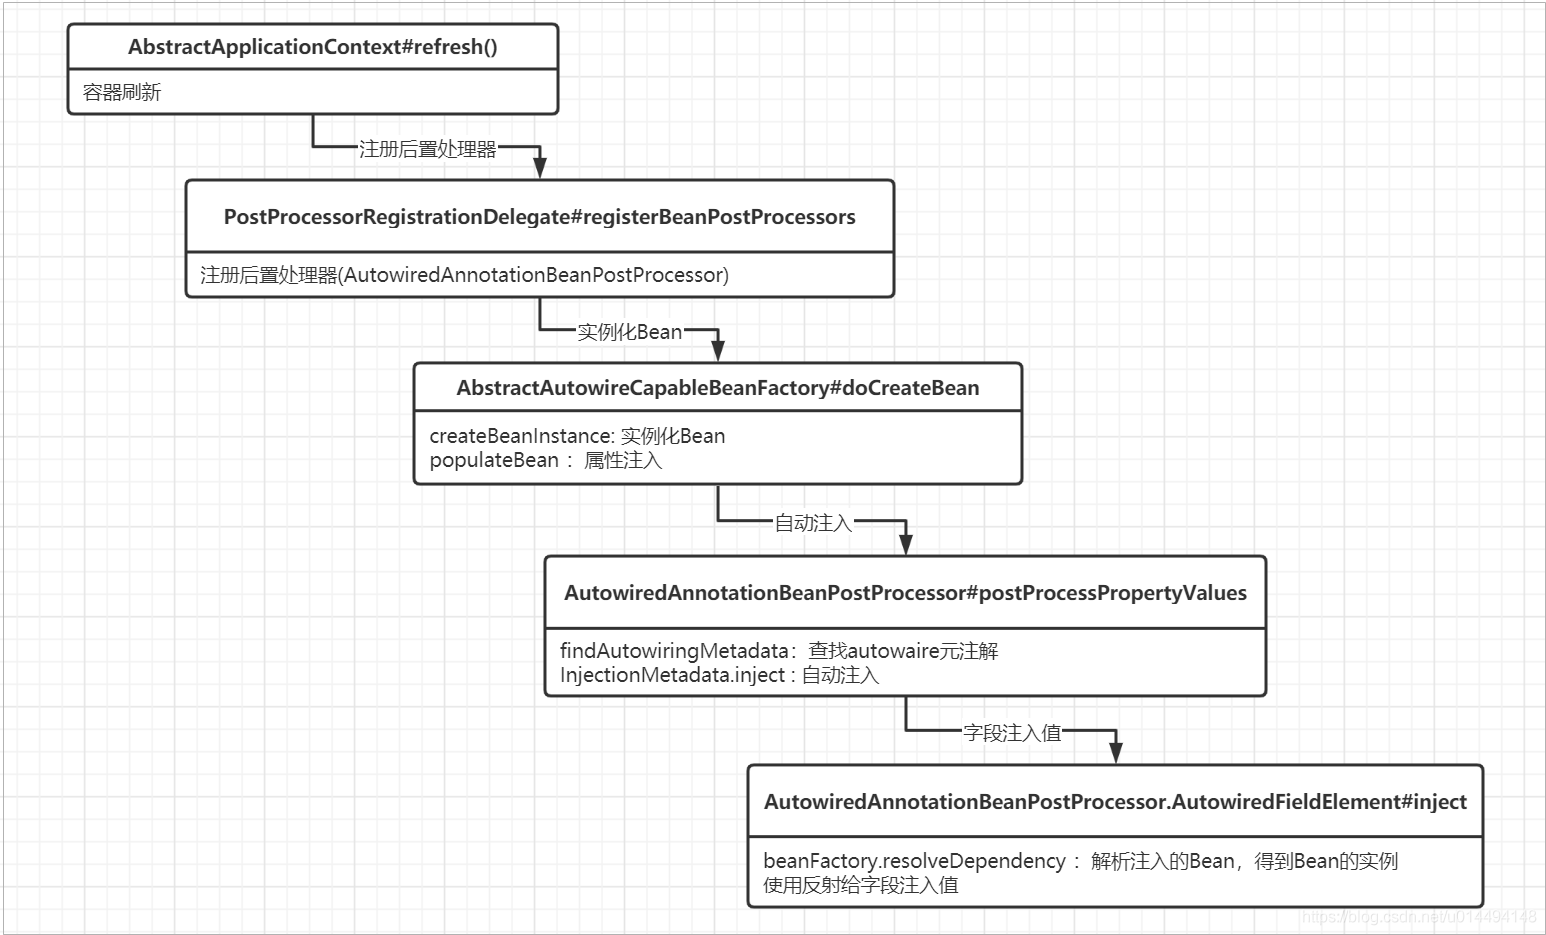 AbstractApplicationContext#refresh()
容器刷新
注册后置处理器
PostProcessorRegistrationDelegate#registerBeanPostProcessors
注册后置处理器(AutowiredAnnotationBeanPostProcessor)
实例化Bean
AbstractAutowireCapableBeanFactory#doCreateBean
createBeanInstance: 实例化Bean
populateBean ： 属性注入
自动注入
AutowiredAnnotationBeanPostProcessor#postProcessPropertyValues
findAutowiringMetadata：查找autowaire元注解
InjectionMetadata.inject : 自动注入
字段注入值
AutowiredAnnotationBeanPostProcessor.AutowiredFieldElement#inject
beanFactory.resolveDependency ： 解析注入的Bean，得到Bean的实例
使用反射给字段注入值
https://blog.csdn.net/u014494148